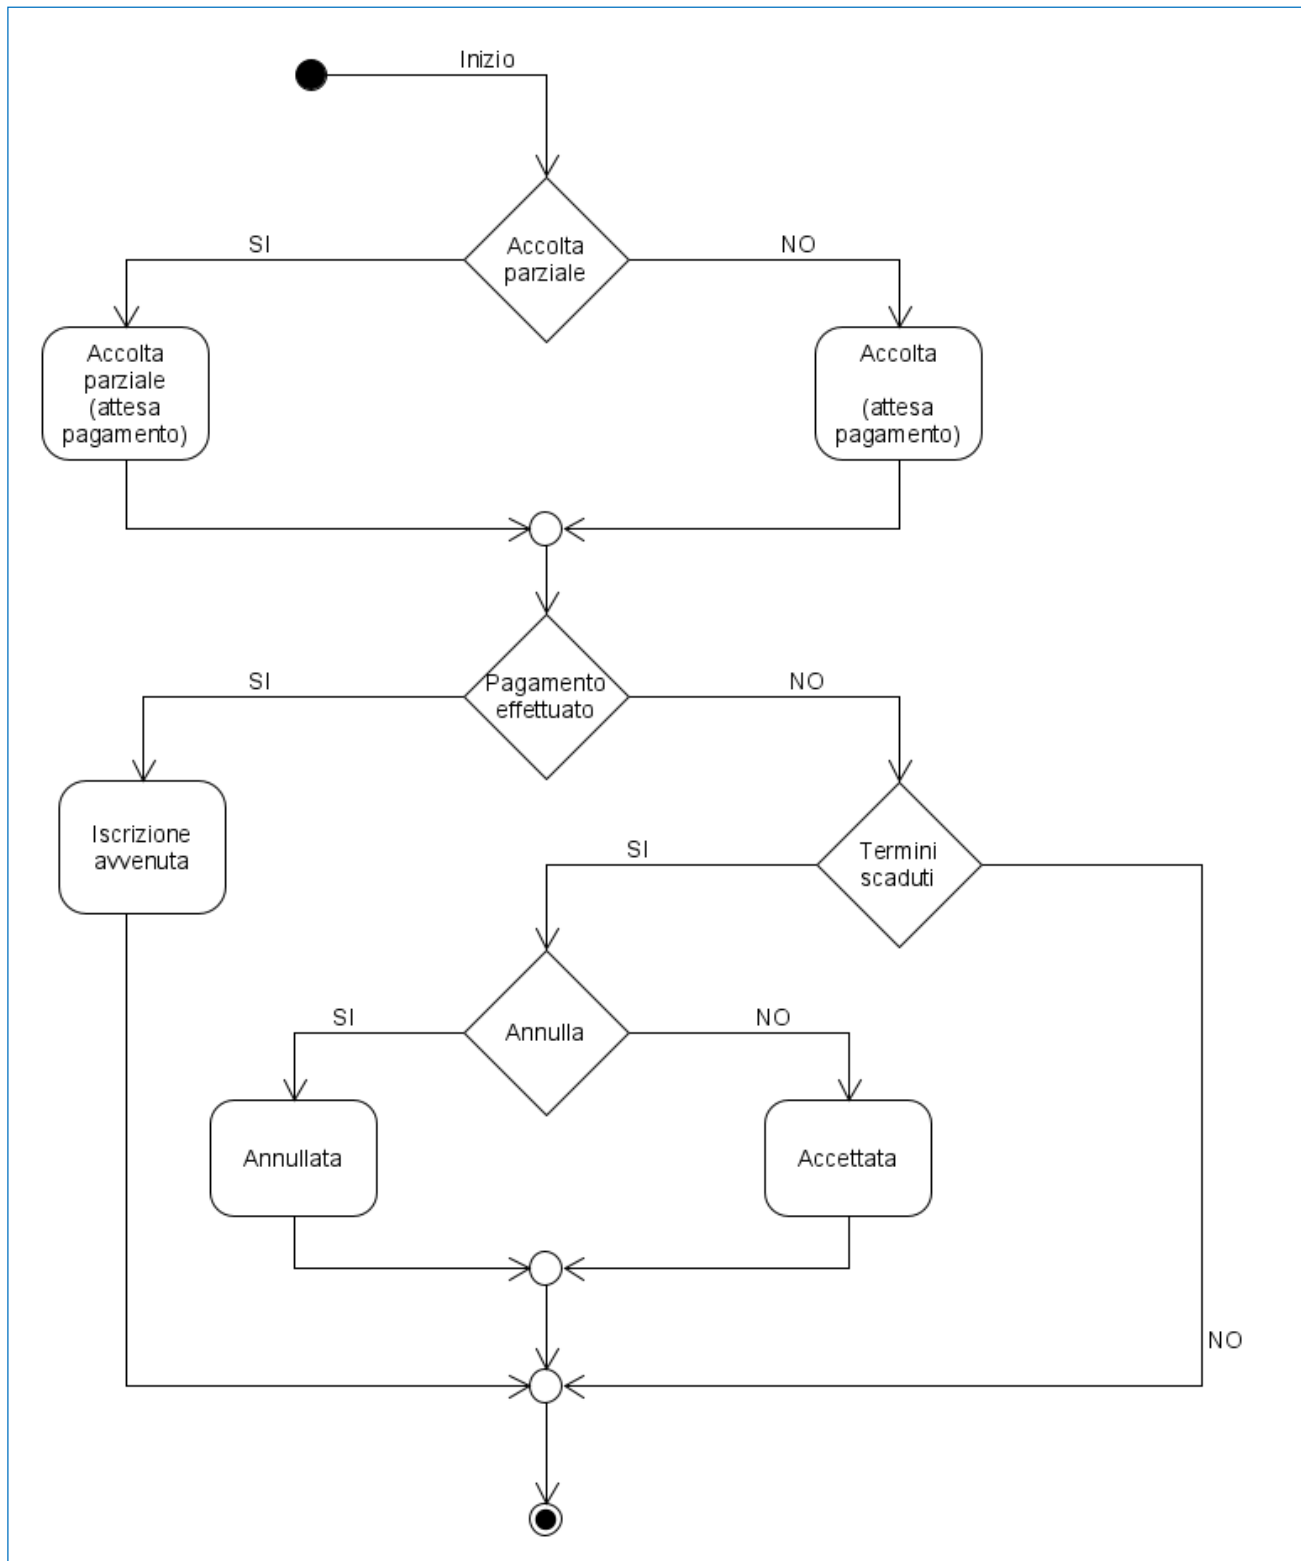 Inizio
Accolta
parziale
SI
NO
Accolta
parziale
(attesa
pagamento)
Accolta
(attesa
pagamento)
Pagamento
effettuato
SI
NO
Iscrizione
avvenuta
Termini
scaduti
SI
Annulla
SI
NO
Annullata
Accettata
NO